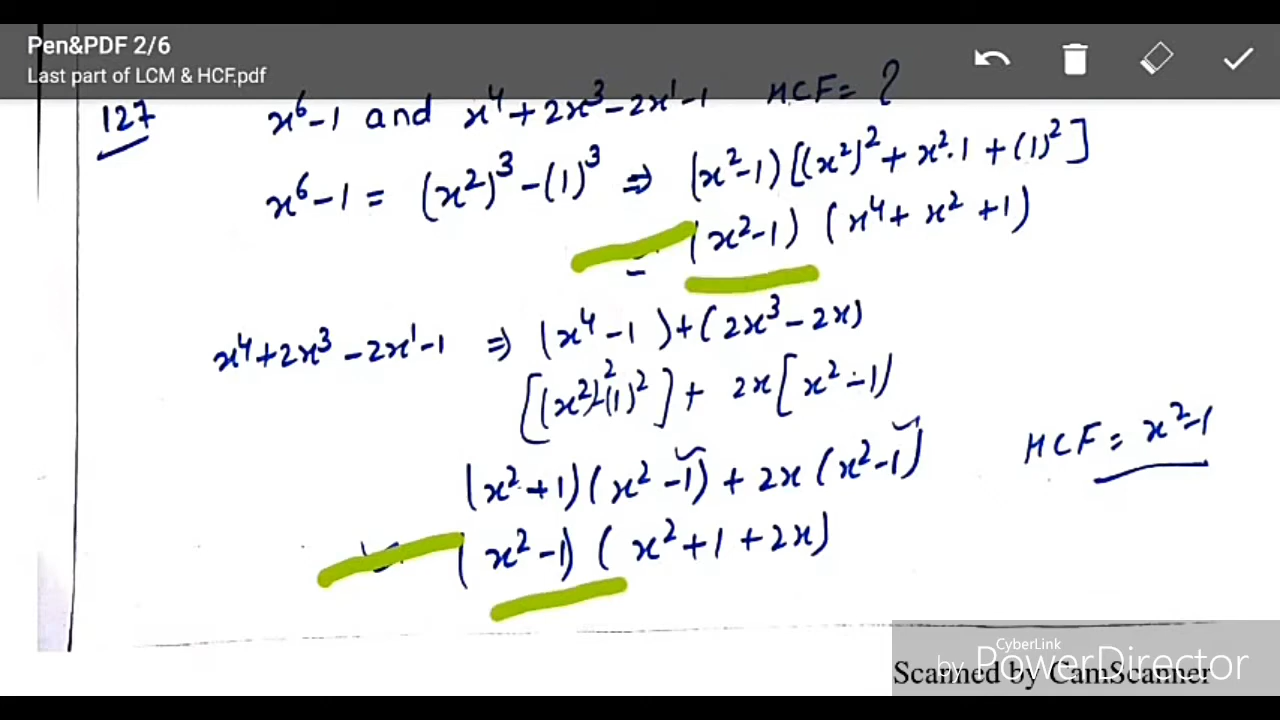 Pen&PDF 2/6
Last part of LCM & HCF.pdf
127 x⁶-1 and x⁴+2x³-2x¹-1 HCF= ?
x⁶-1 = (x²)³-(1)³ ⇒ (x²-1)[(x²)²+x².1+(1)²]
= (x²-1) (x⁴+x²+1)
x⁴+2x³-2x¹-1 ⇒ (x⁴-1)+(2x³-2x)
[(x²)²-(1)²]+ 2x[x²-1)
(x²+1)(x²-1)+2x(x²-1)
HCF= x²-1
(x²-1)(x²+1+2x)
CyberLink
by PowerDirector
Scanned by CamScanner